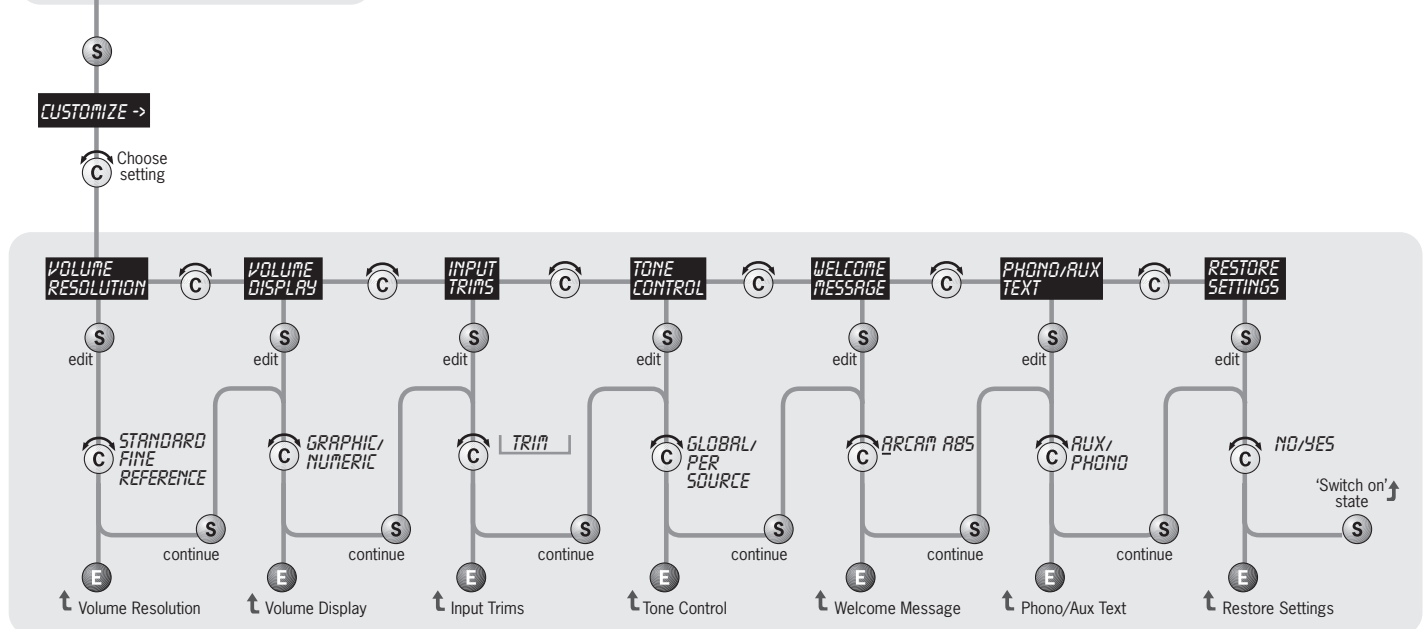 S
CUSTOMIZE ->
C
Choose
setting
VOLUME
RESOLUTION
C
VOLUME
DISPLAY
C
INPUT
TRIMS
C
TONE
CONTROL
C
WELCOME
MESSAGE
C
PHONO/AUX
TEXT
C
RESTORE
SETTINGS
S
edit
S
edit
S
edit
S
edit
S
edit
S
edit
S
edit
C
STANDARD
FINE
REFERENCE
C
GRAPHIC/
NUMERIC
C
TRIM
C
GLOBAL/
PER
SOURCE
C
ARCAM A85
C
AUX/
PHONO
C
NO/YES
'Switch on'
state
S
continue
S
continue
S
continue
S
continue
S
continue
S
continue
S
E
Volume Resolution
E
Volume Display
E
Input Trims
E
Tone Control
E
Welcome Message
E
Phono/Aux Text
E
Restore Settings